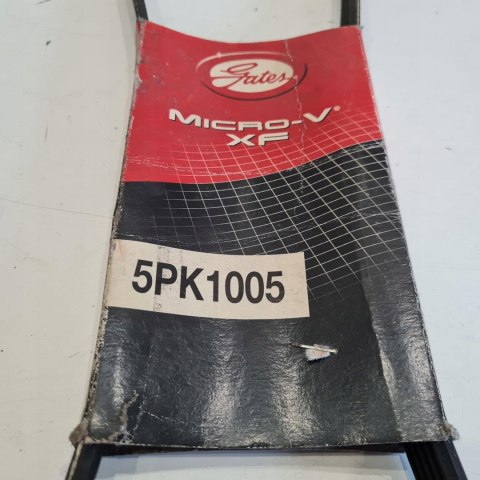 Gates
MICRO-V®
XF
5PK1005